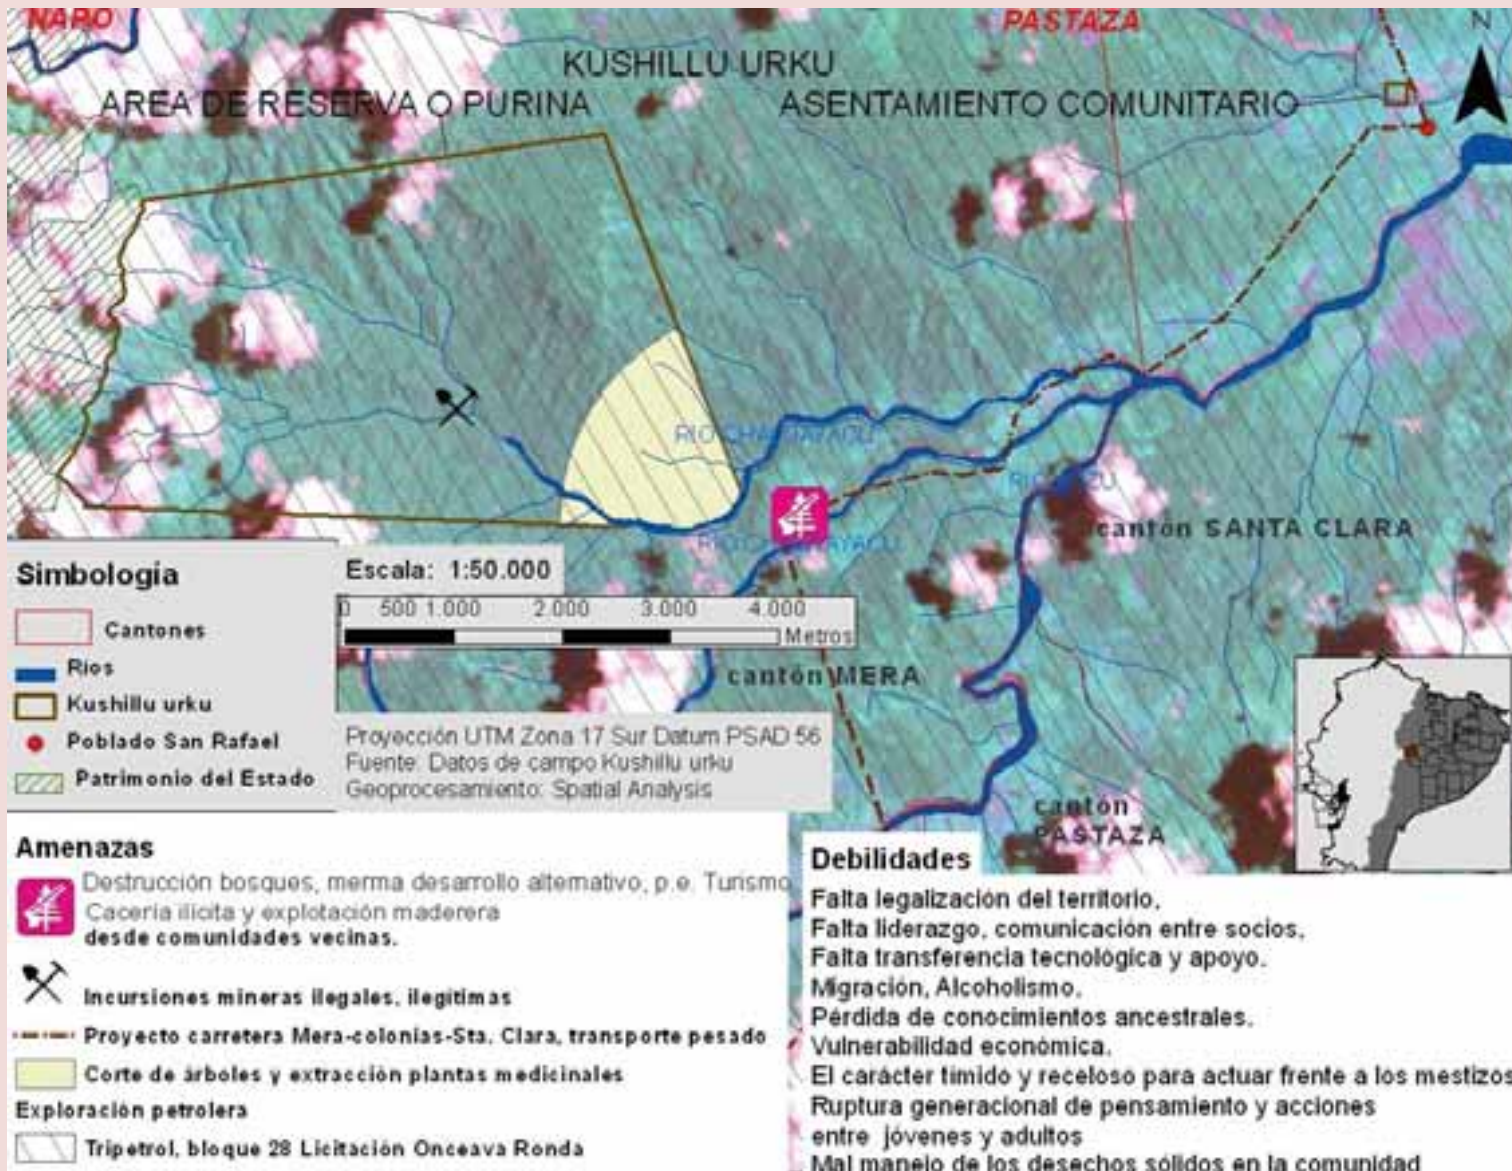 NAPO
PASTAZA
N
KUSHILLU URKU
AREA DE RESERVA O PURINA
ASENTAMIENTO COMUNITARIO
RIO
RIO
cantón SANTA CLARA
cantón MERA
cantón
PASTAZA
Simbología
Cantones
Ríos
Kushillu urku
Poblado San Rafael
Patrimonio del Estado
Escala: 1:50.000
0 500 1.000 2.000 3.000 4.000
Metros
Proyección UTM Zona 17 Sur Datum PSAD 56
Fuente: Datos de campo Kushillu urku
Geoprocesamiento: Spatial Analysis
Amenazas
Destrucción bosques, merma desarrollo alternativo, p.e. Turismo
Cacería ilícita y explotación maderera
desde comunidades vecinas.
Incursiones mineras ilegales, ilegítimas
Proyecto carretera Mera-colonias-Sta. Clara, transporte pesado
Corte de árboles y extracción plantas medicinales
Exploración petrolera
Tripetrol, bloque 28 Licitación Onceava Ronda
Debilidades
Falta legalización del territorio,
Falta liderazgo, comunicación entre socios,
Falta transferencia tecnológica y apoyo.
Migración, Alcoholismo,
Pérdida de conocimientos ancestrales.
Vulnerabilidad económica.
El carácter tímido y receloso para actuar frente a los mestizos
Ruptura generacional de pensamiento y acciones
entre jóvenes y adultos
Mal manejo de los desechos sólidos en la comunidad